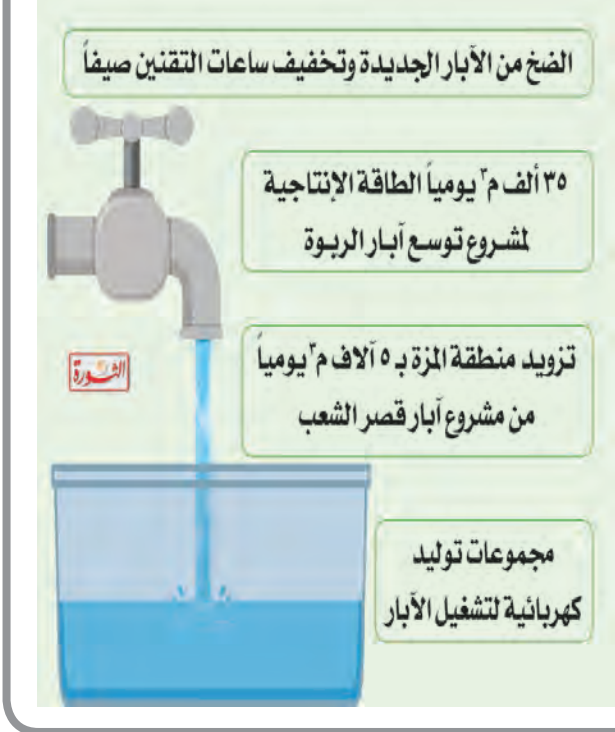 الضخ من الآبار الجديدة وتخفيف ساعات التقنين صيفاً
٣٥ ألف م٣ يومياً الطاقة الإنتاجية
لمشروع توسع آبار الربوة
تزويد منطقة المزة بـ ٥ آلاف م٣ يومياً
من مشروع آبار قصر الشعب
الثورة
مجموعات توليد
كهربائية لتشغيل الآبار